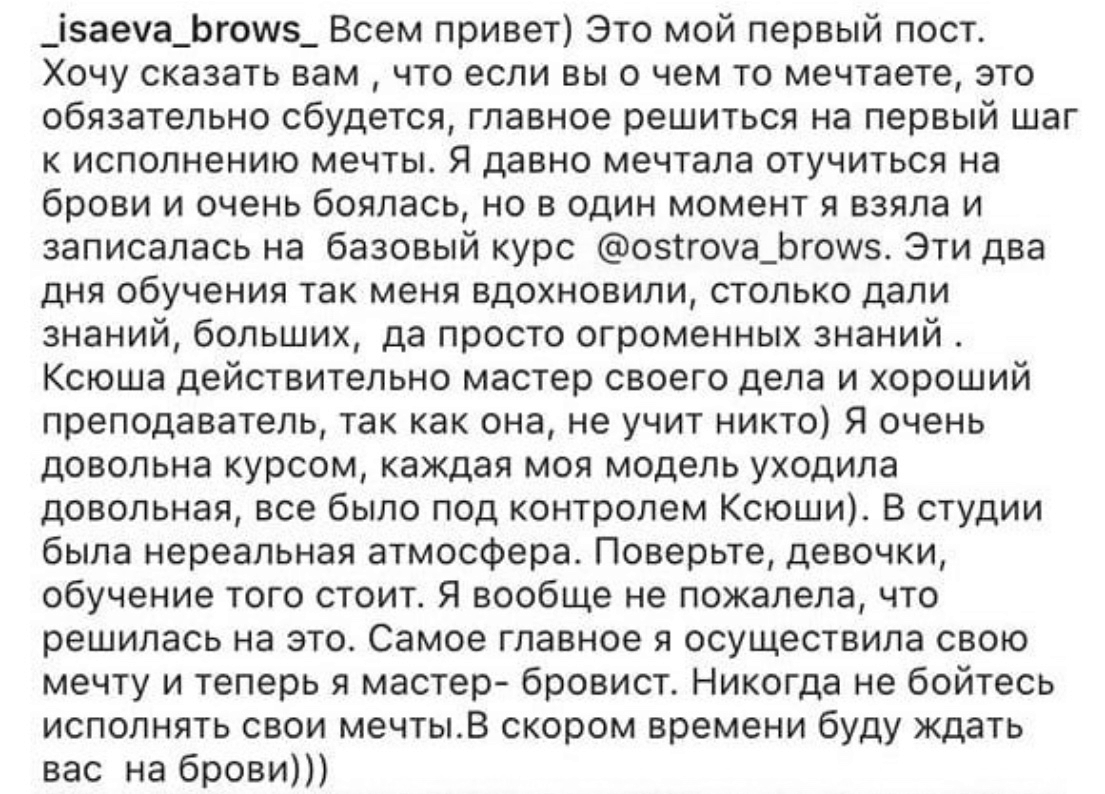 _isaeva_brows_ Всем привет) Это мой первый пост.
Хочу сказать вам , что если вы о чем то мечтаете, это
обязательно сбудется, главное решиться на первый шаг
к исполнению мечты. Я давно мечтала отучиться на
брови и очень боялась, но в один момент я взяла и
записалась на  базовый курс  @ostrova_brows. Эти два
дня обучения так меня вдохновили, столько дали
знаний, больших,  да просто огроменных знаний .
Ксюша действительно мастер своего дела и хороший
преподаватель, так как она, не учит никто) Я очень
довольна курсом, каждая моя модель уходила
довольная, все было под контролем Ксюши). В студии
была нереальная атмосфера. Поверьте, девочки,
обучение того стоит. Я вообще не пожалела, что
решилась на это. Самое главное я осуществила свою
мечту и теперь я мастер- бровист. Никогда не бойтесь
исполнять свои мечты.В скором времени буду ждать
вас  на брови)))